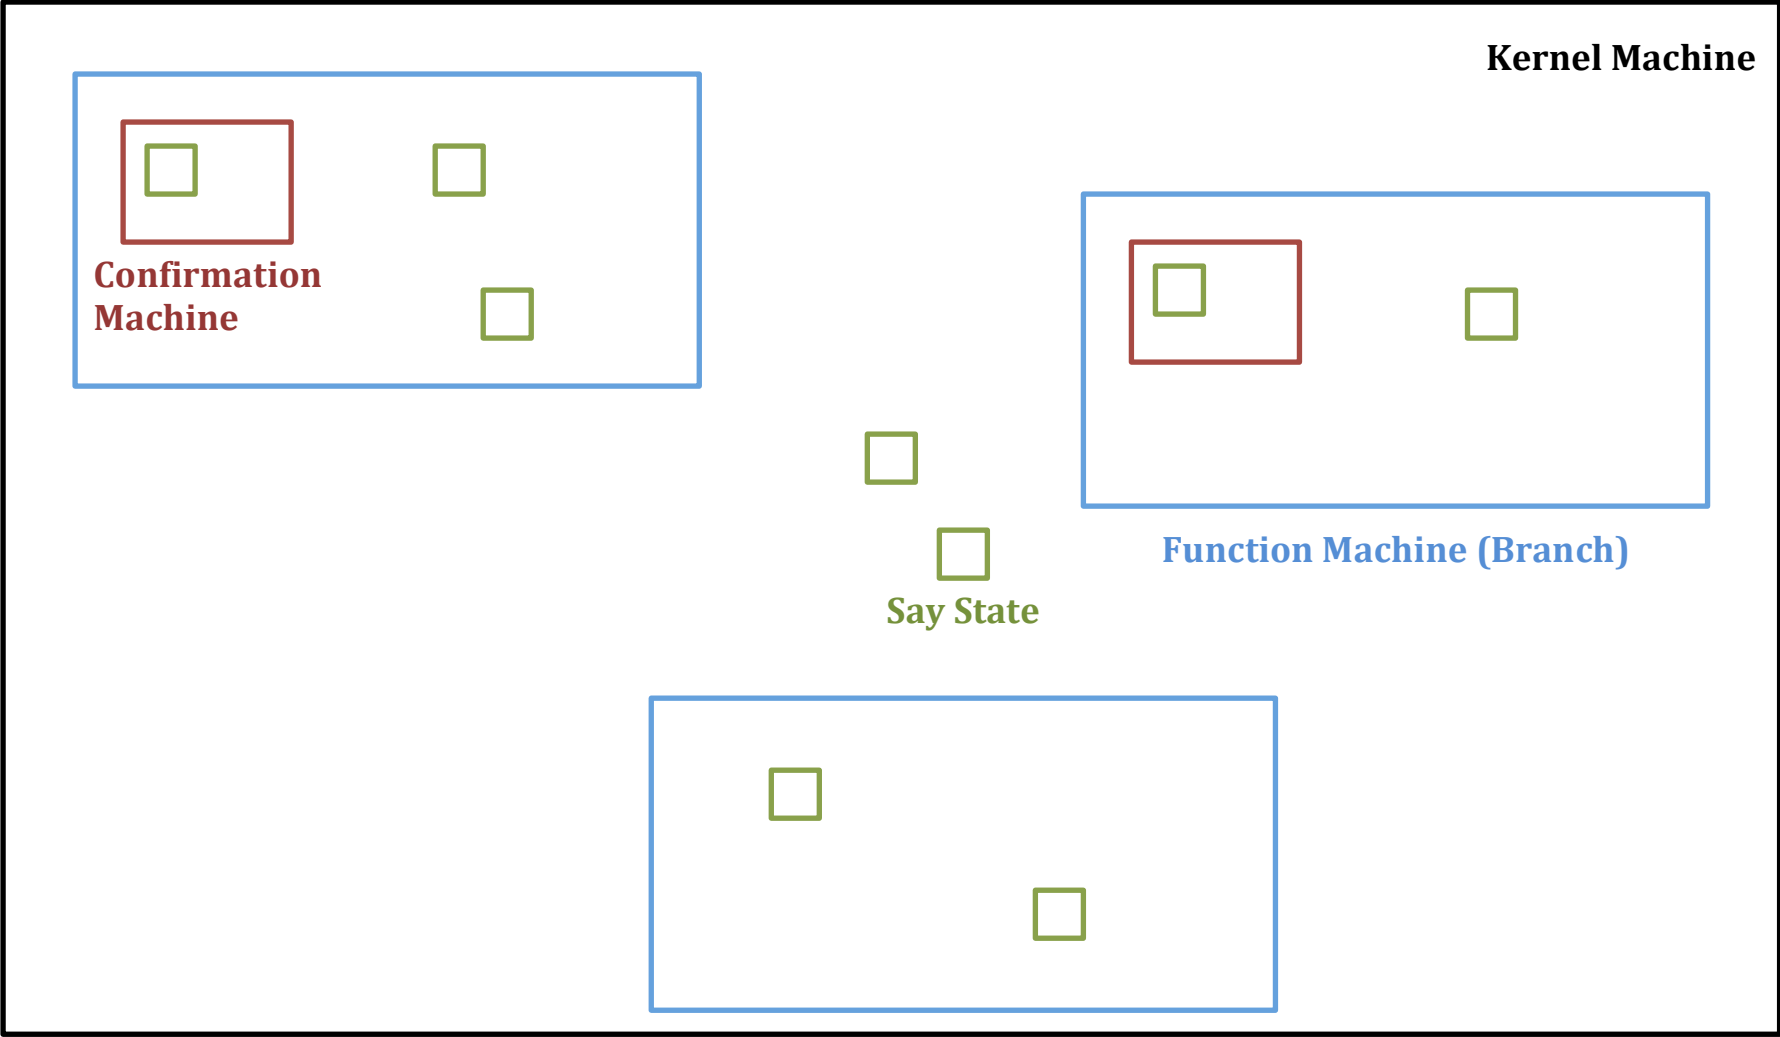 Kernel Machine
Confirmation
Machine
Function Machine (Branch)
Say State